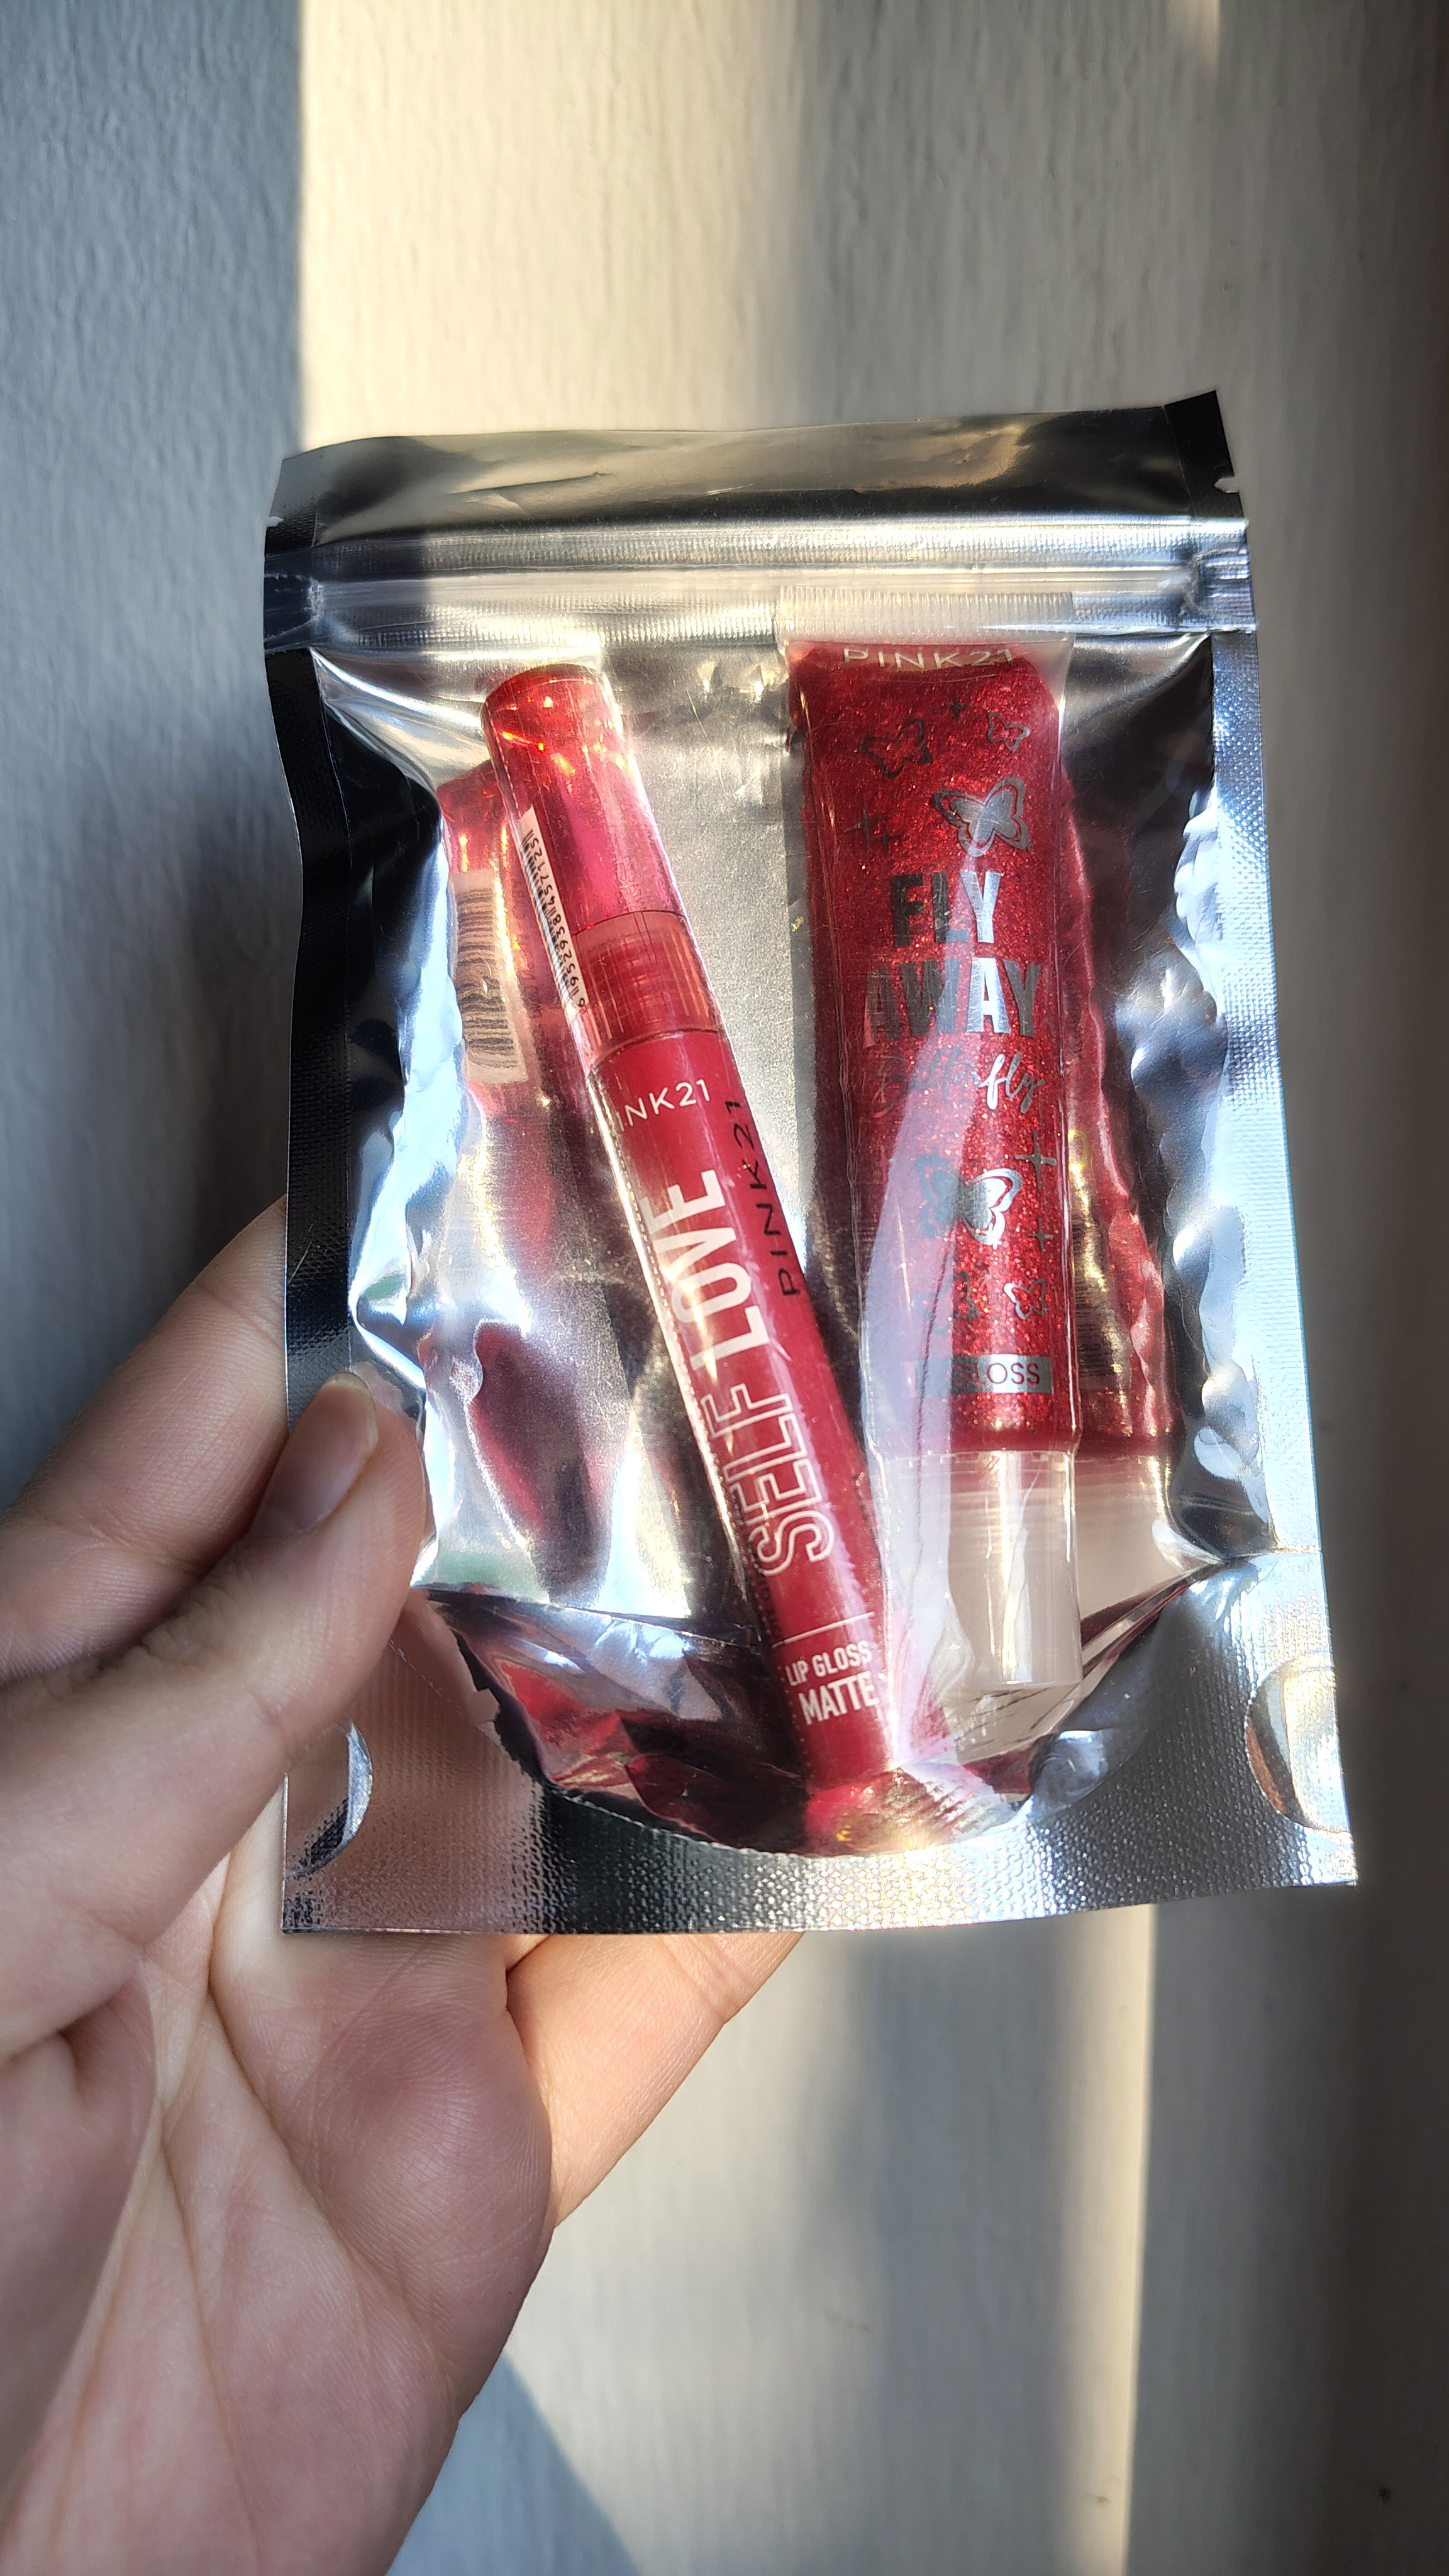 PINK21
SELF LOVE
PINK21
LIP GLOSS
MATTE
PINK21
FLY
AWAY
Butterfly
GLOSS